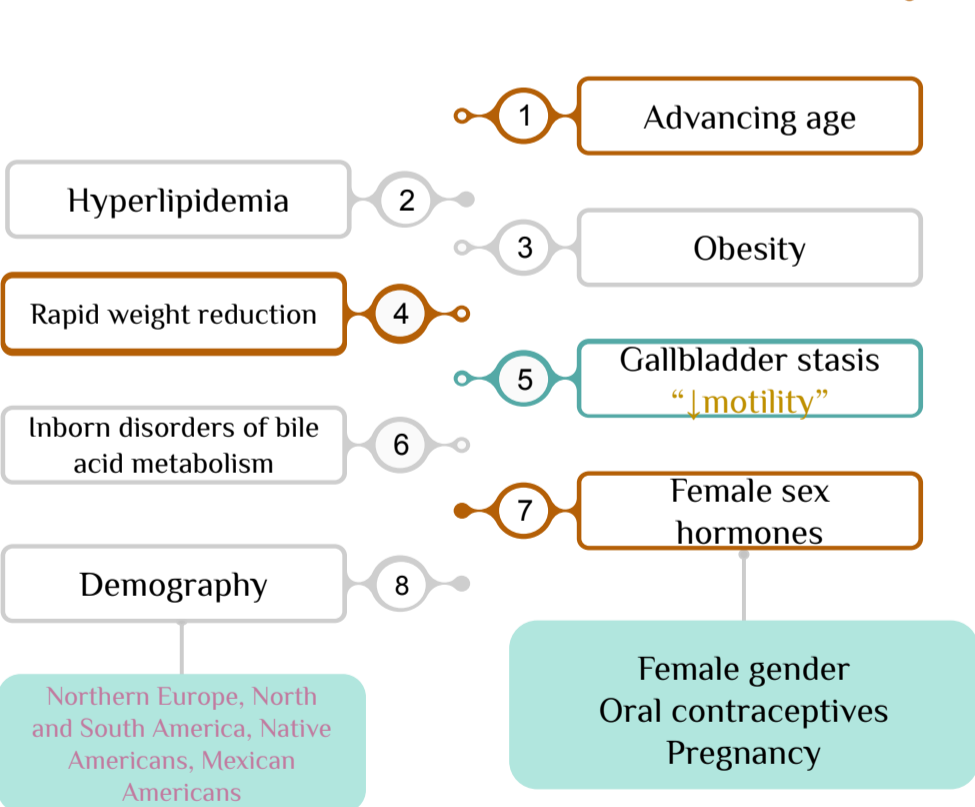 1
Advancing age
Hyperlipidemia
2
3
Obesity
Rapid weight reduction
4
5
Gallbladder stasis
“↓motility”
Inborn disorders of bile
acid metabolism
6
7
Female sex
hormones
Demography
8
Northern Europe, North
and South America, Native
Americans, Mexican
Americans
Female gender
Oral contraceptives
Pregnancy